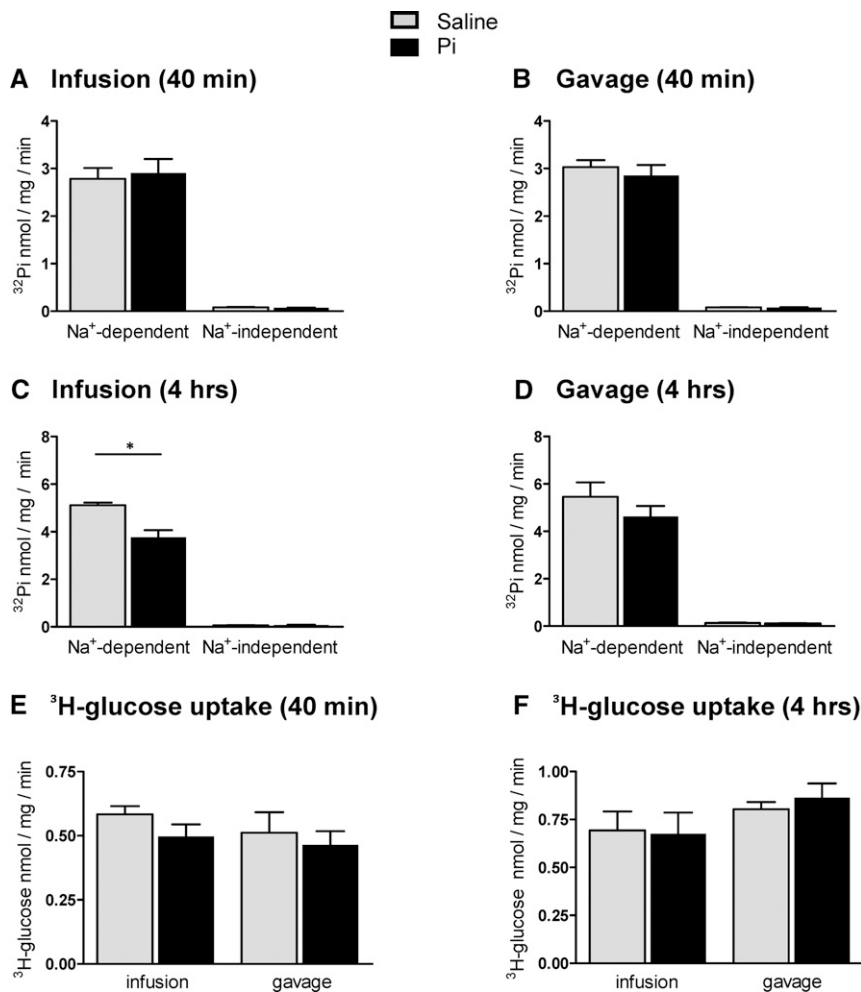 Saline
Pi
A Infusion (40 min)
³²Pi nmol / mg / min
4
3
2
1
0
Na⁺-dependent Na⁺-independent
B Gavage (40 min)
³²Pi nmol / mg / min
4
3
2
1
0
Na⁺-dependent Na⁺-independent
C Infusion (4 hrs)
³²Pi nmol / mg / min
8
6
4
2
0
*
Na⁺-dependent Na⁺-independent
D Gavage (4 hrs)
³²Pi nmol / mg / min
8
6
4
2
0
Na⁺-dependent Na⁺-independent
E ³H-glucose uptake (40 min)
³H-glucose nmol / mg / min
0.75
0.50
0.25
0.00
infusion gavage
F ³H-glucose uptake (4 hrs)
³H-glucose nmol / mg / min
1.00
0.75
0.50
0.25
0.00
infusion gavage